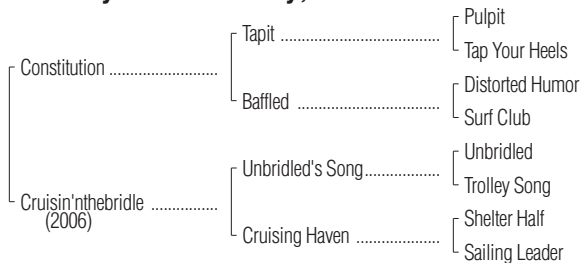 Pulpit
Tapit
Tap Your Heels
Constitution
Distorted Humor
Baffled
Surf Club
Unbridled
Unbridled's Song
Trolley Song
Cruisin'nthebridle
(2006)
Shelter Half
Cruising Haven
Sailing Leader